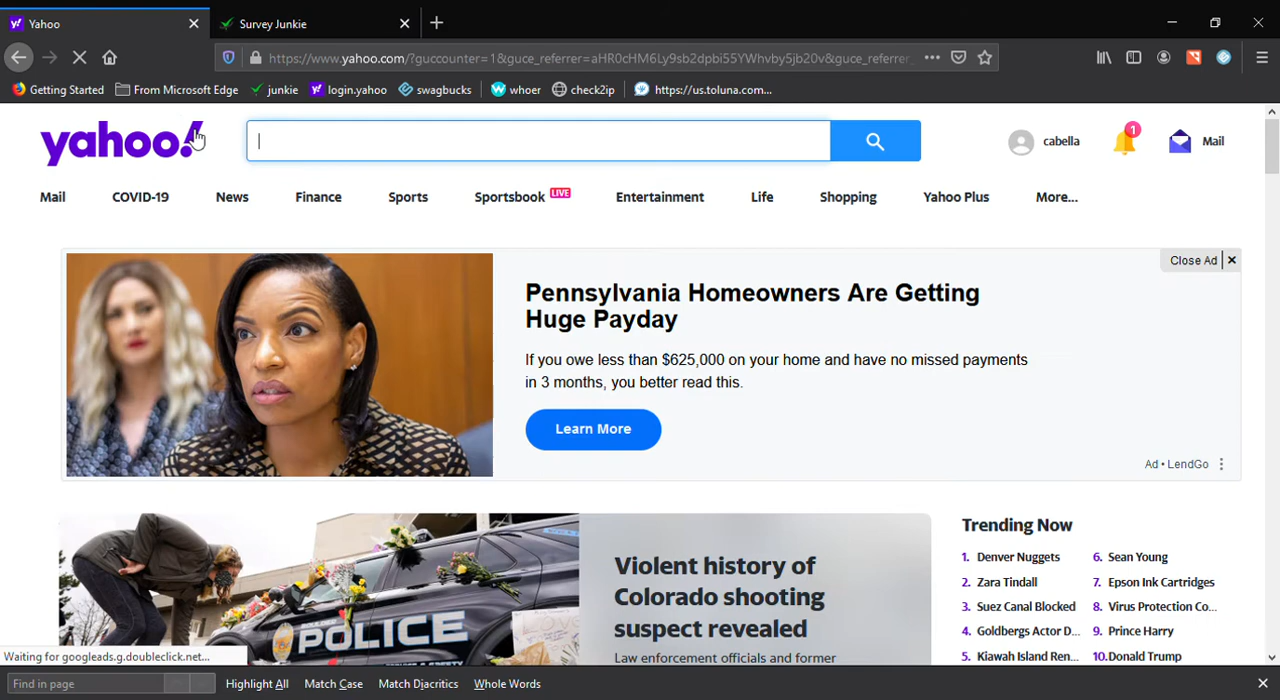 Yahoo
Survey Junkie
https://www.yahoo.com/?guccounter=1&guce_referrer=aHR0cHM6Ly9sb2dpbi55YWhvby5jb20v&guce_referrer_
Getting Started
From Microsoft Edge
junkie
login.yahoo
swagbucks
whoer
check2ip
https://us.toluna.com...
yahoo!
cabella
1
Mail
Mail
COVID-19
News
Finance
Sports
Sportsbook LIVE
Entertainment
Life
Shopping
Yahoo Plus
More...
Close Ad
Pennsylvania Homeowners Are Getting
Huge Payday
If you owe less than $625,000 on your home and have no missed payments
in 3 months, you better read this.
Learn More
Ad • LendGo
POLICE
Violent history of
Colorado shooting
suspect revealed
Law enforcement officials and former
Trending Now
1. Denver Nuggets
2. Zara Tindall
3. Suez Canal Blocked
4. Goldbergs Actor D...
5. Kiawah Island Ren...
6. Sean Young
7. Epson Ink Cartridges
8. Virus Protection Co...
9. Prince Harry
10. Donald Trump
Waiting for googleads.g.doubleclick.net...
Find in page
Highlight All
Match Case
Match Diacritics
Whole Words